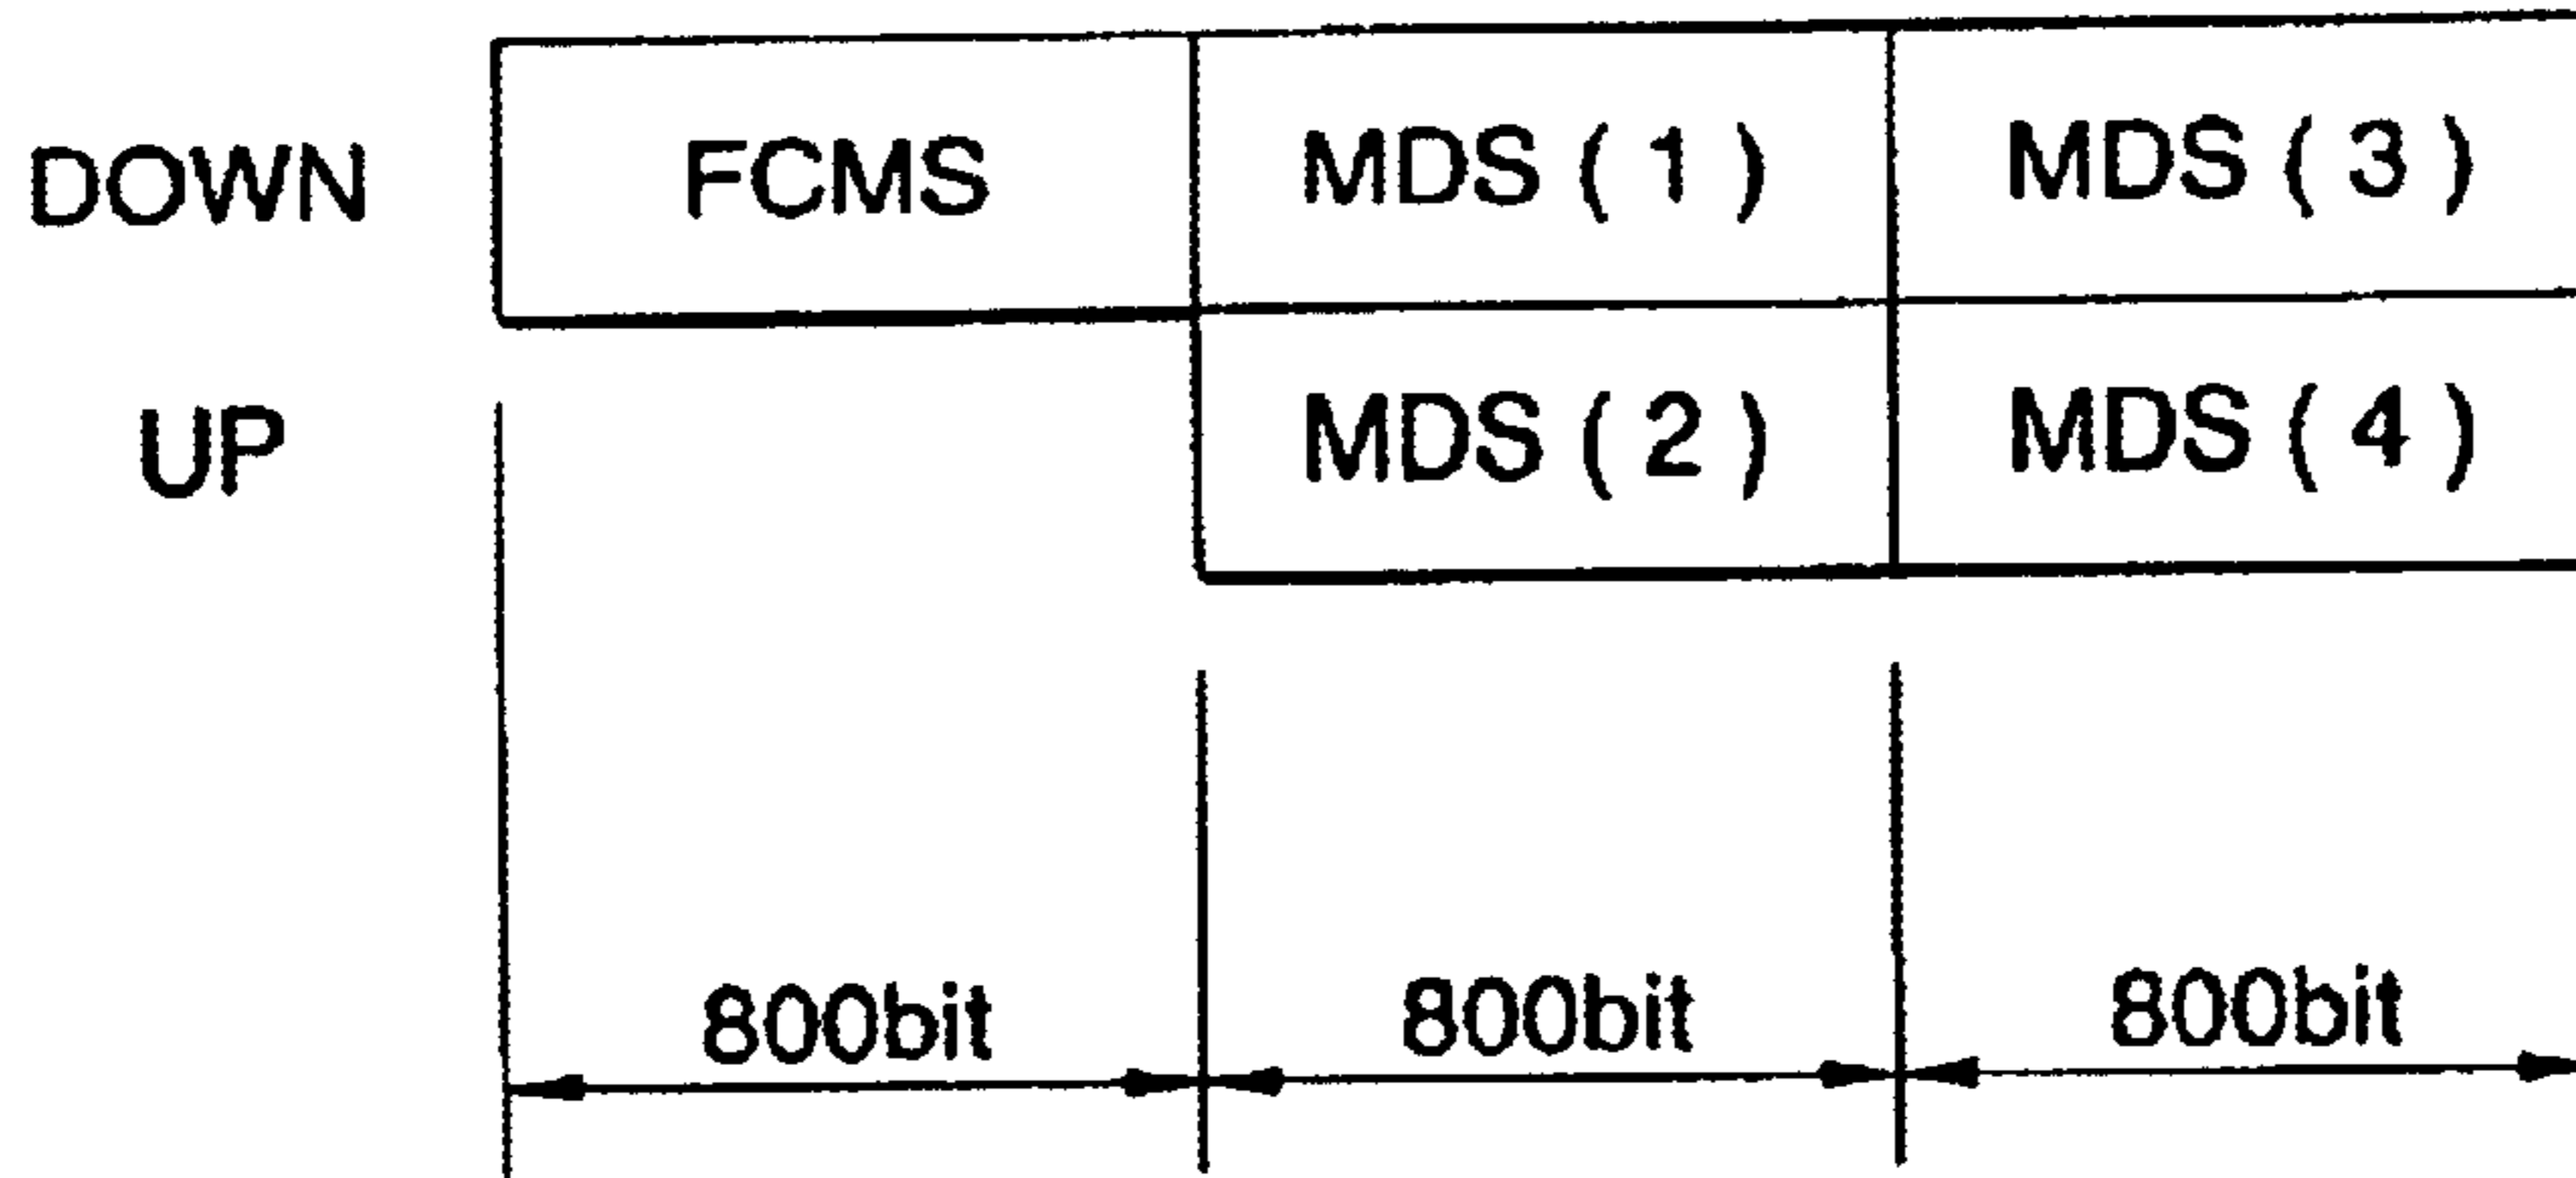 DOWN FCMS MDS ( 1 ) MDS ( 3 )
UP MDS ( 2 ) MDS ( 4 )
800bit 800bit 800bit